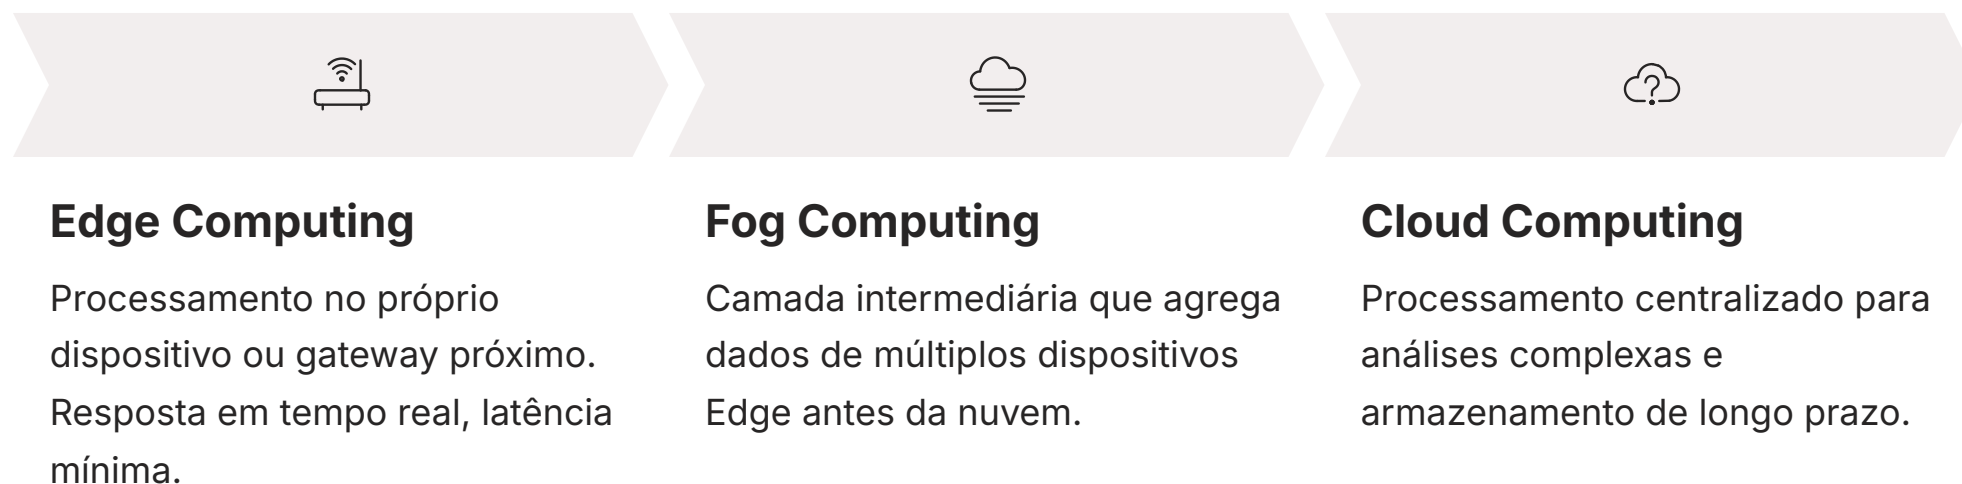 Edge Computing
Processamento no próprio
dispositivo ou gateway próximo.
Resposta em tempo real, latência
mínima.
Fog Computing
Camada intermediária que agrega
dados de múltiplos dispositivos
Edge antes da nuvem.
Cloud Computing
Processamento centralizado para
análises complexas e
armazenamento de longo prazo.